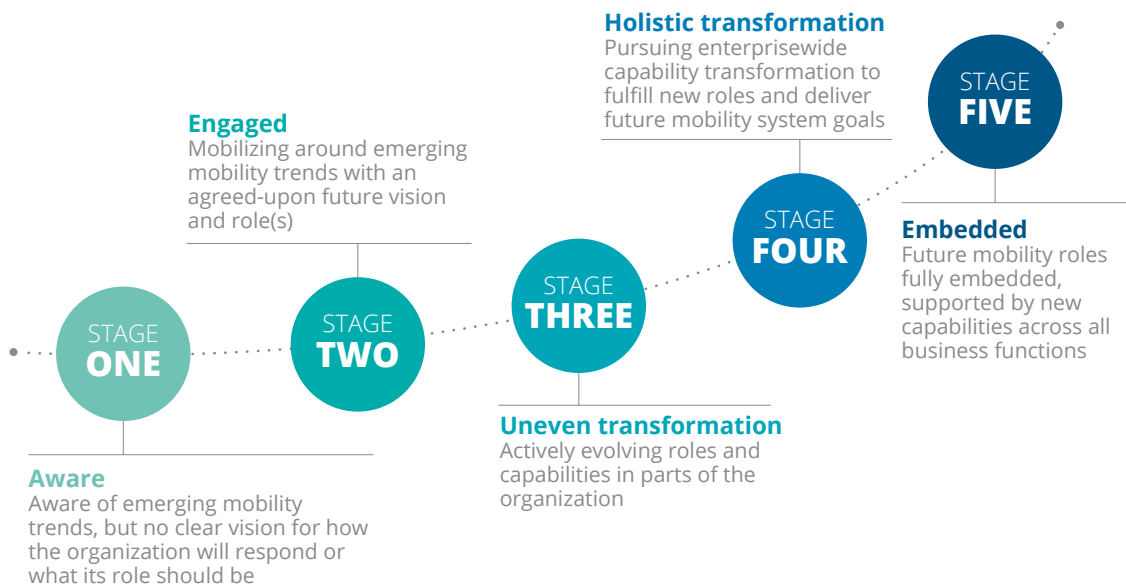 STAGE
ONE
Aware
Aware of emerging mobility
trends, but no clear vision for how
the organization will respond or
what its role should be
Engaged
Mobilizing around emerging
mobility trends with an
agreed-upon future vision
and role(s)
STAGE
TWO
STAGE
THREE
Uneven transformation
Actively evolving roles and
capabilities in parts of the
organization
Holistic transformation
Pursuing enterprisewide
capability transformation to
fulfill new roles and deliver
future mobility system goals
STAGE
FOUR
STAGE
FIVE
Embedded
Future mobility roles
fully embedded,
supported by new
capabilities across all
business functions